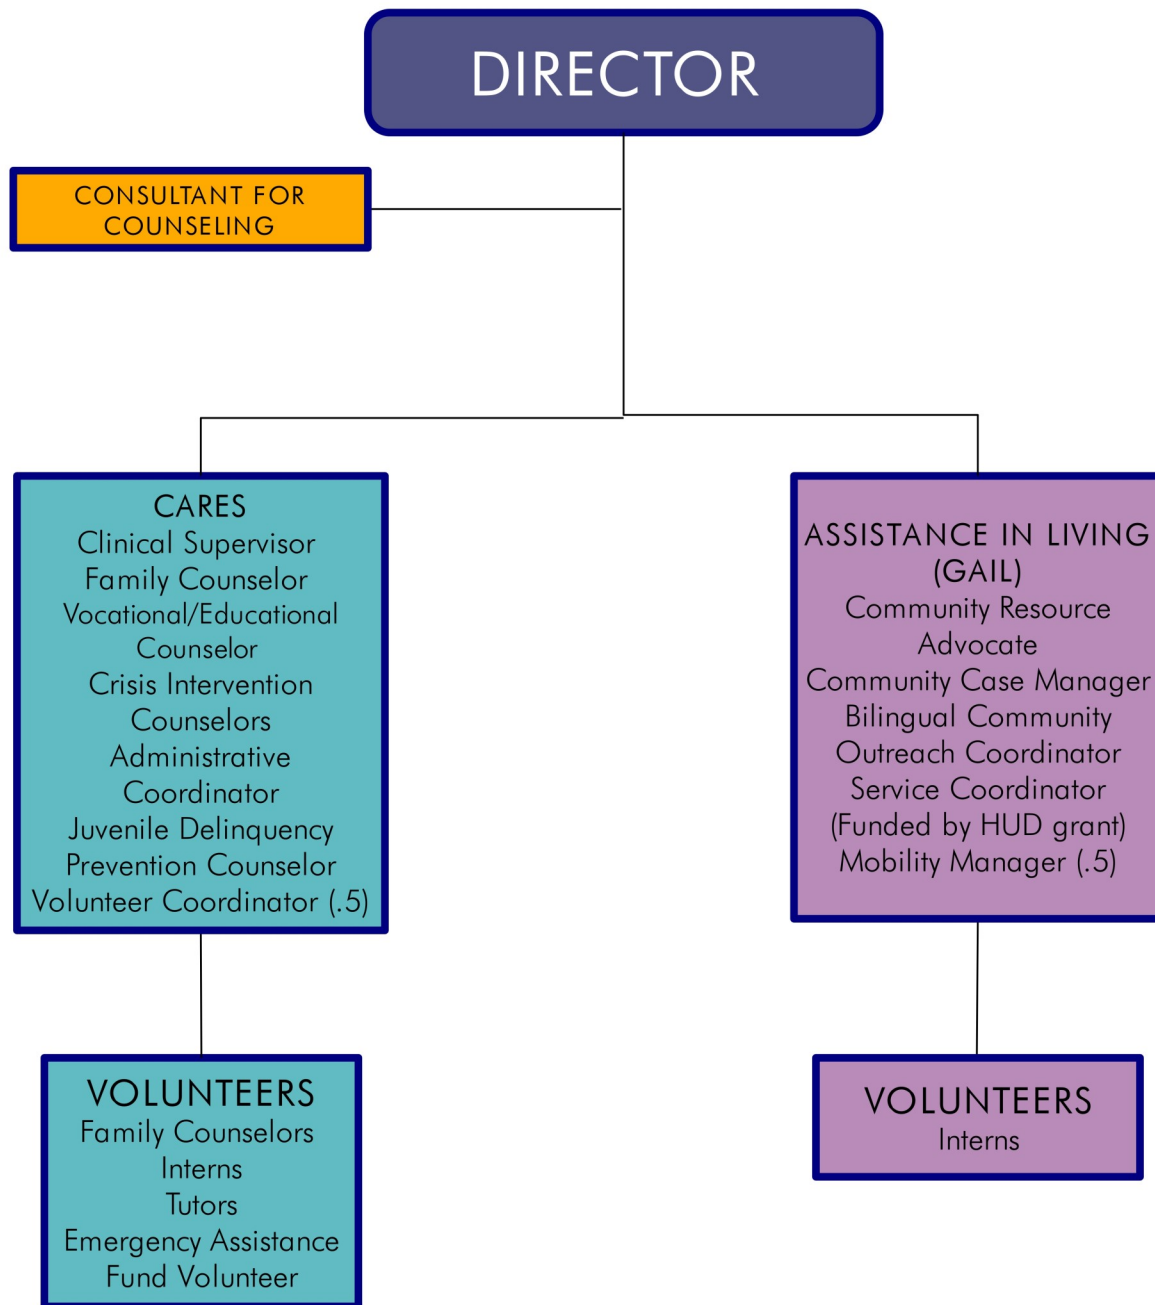 DIRECTOR
CONSULTANT FOR
COUNSELING
CARES
Clinical Supervisor
Family Counselor
Vocational/Educational
Counselor
Crisis Intervention
Counselors
Administrative
Coordinator
Juvenile Delinquency
Prevention Counselor
Volunteer Coordinator (.5)
ASSISTANCE IN LIVING
(GAIL)
Community Resource
Advocate
Community Case Manager
Bilingual Community
Outreach Coordinator
Service Coordinator
(Funded by HUD grant)
Mobility Manager (.5)
VOLUNTEERS
Family Counselors
Interns
Tutors
Emergency Assistance
Fund Volunteer
VOLUNTEERS
Interns